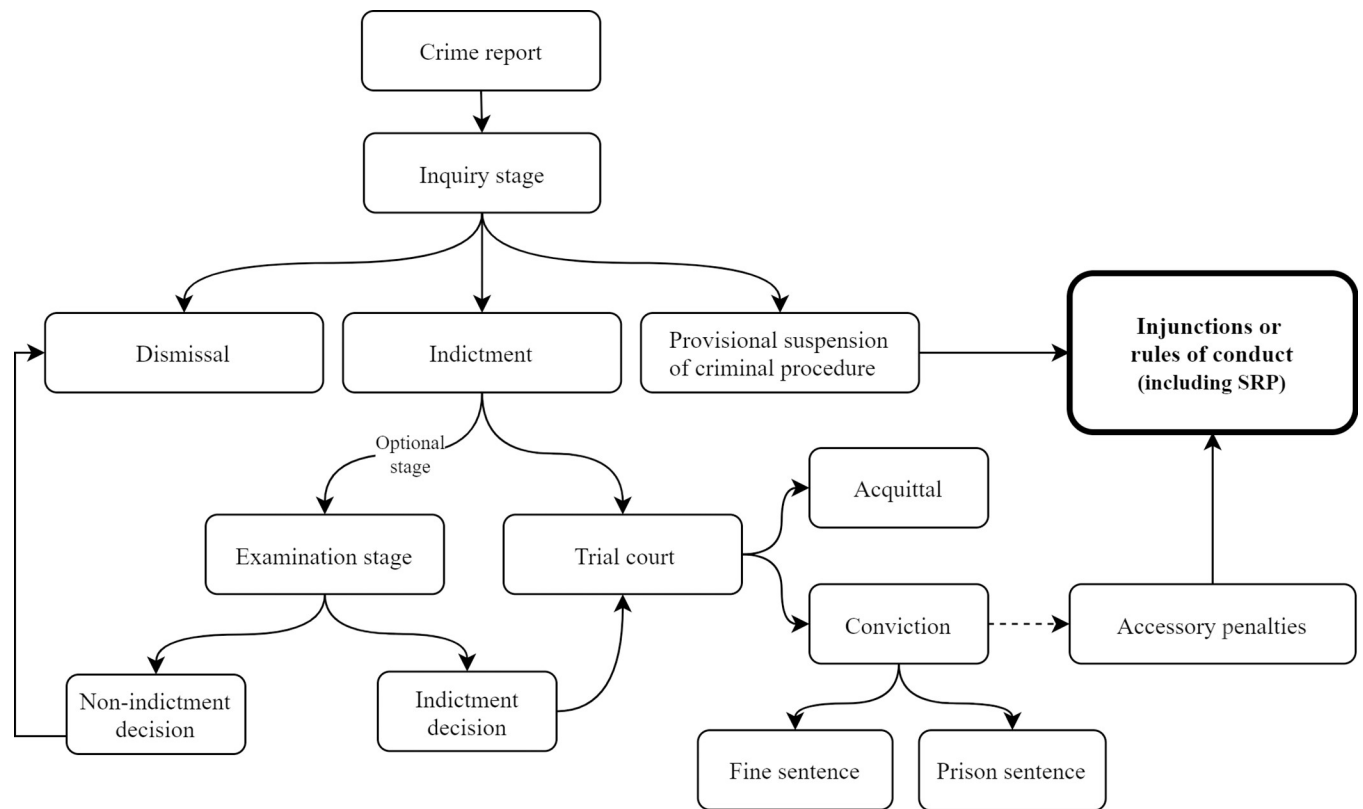 Crime report
Inquiry stage
Dismissal
Indictment
Provisional suspension
of criminal procedure
Injunctions or
rules of conduct
(including SRP)
Optional
stage
Examination stage
Trial court
Acquittal
Conviction
Accessory penalties
Non-indictment
decision
Indictment
decision
Fine sentence
Prison sentence